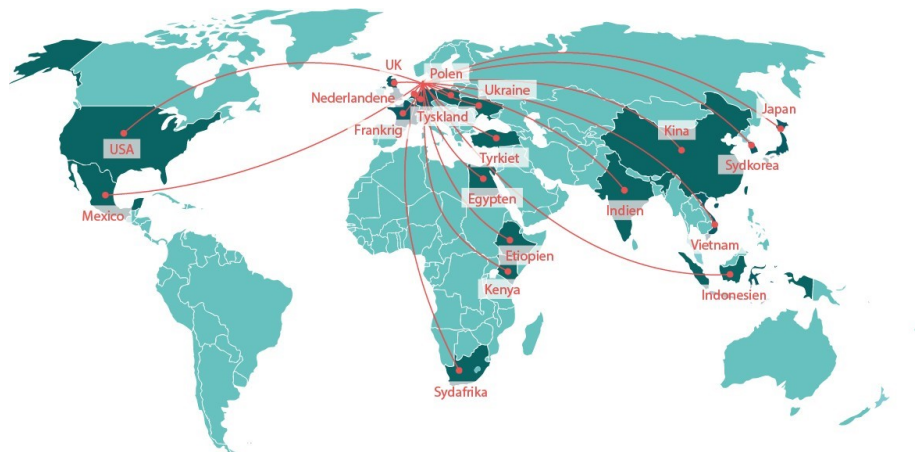 UK
Polen
Nederlandene
Ukraine
Japan
Frankrig
Tyskland
Kina
USA
Tyrkiet
Sydkorea
Egypten
Indien
Mexico
Vietnam
Etiopien
Kenya
Indonesien
Sydafrika